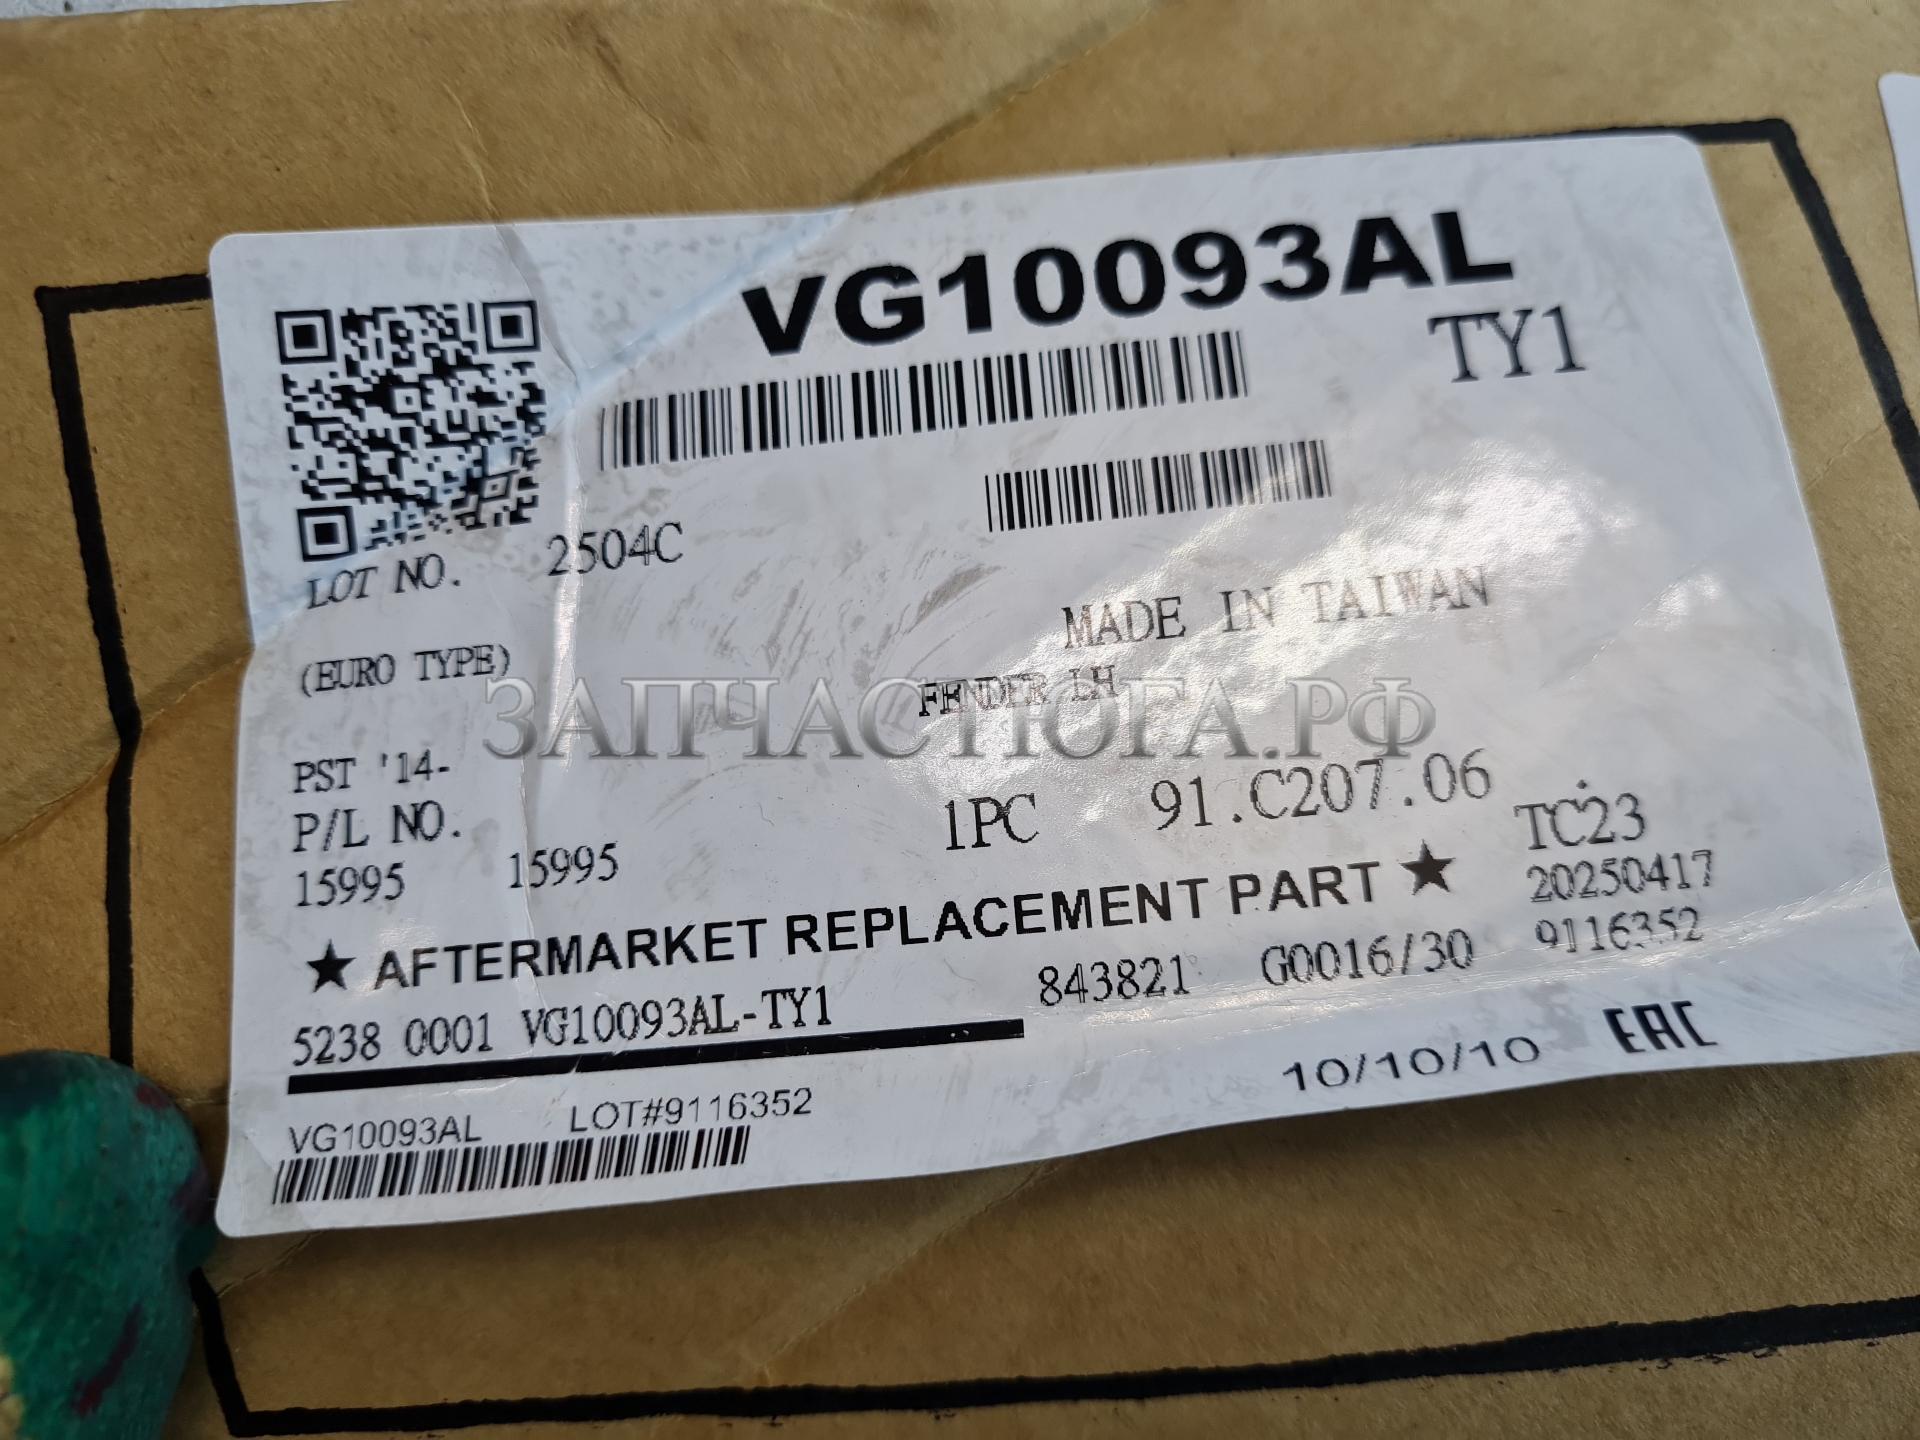 VG10093AL
TY1
LOT NO. 2504C
MADE IN TAIWAN
(EURO TYPE)
FENDER LH
ЗАПЧАСТЮГА.РФ
PST '14-
P/L NO.
1PC 91.C207.06
TC23
15995 15995
20250417
★ AFTERMARKET REPLACEMENT PART ★
9116352
5238 0001 VG10093AL-TY1
843821 G0016/30
10/10/10 EAC
VG10093AL LOT#9116352